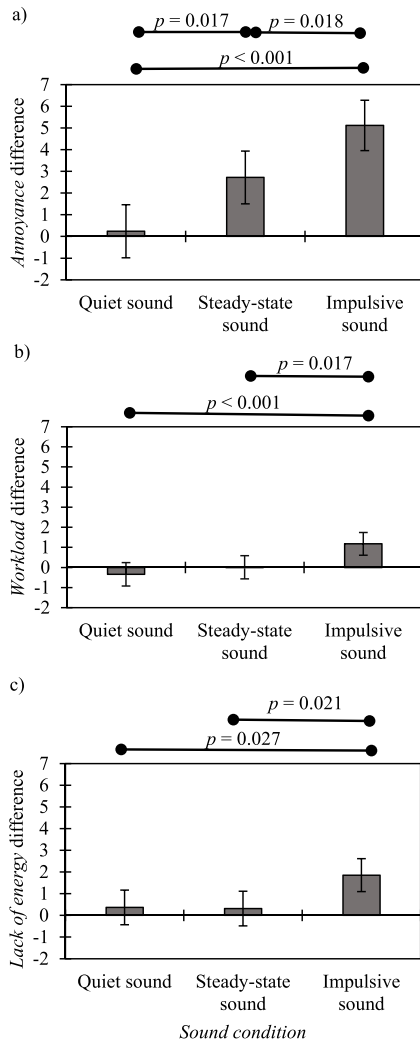 a)
p = 0.017
p = 0.018
p < 0.001
Annoyance difference
7
6
5
4
3
2
1
0
-1
-2
Quiet sound
Steady-state
sound
Impulsive
sound
b)
p = 0.017
p < 0.001
Workload difference
7
6
5
4
3
2
1
0
-1
-2
Quiet sound
Steady-state
sound
Impulsive
sound
c)
p = 0.021
p = 0.027
Lack of energy difference
7
6
5
4
3
2
1
0
-1
-2
Quiet sound
Steady-state
sound
Impulsive
sound
Sound condition